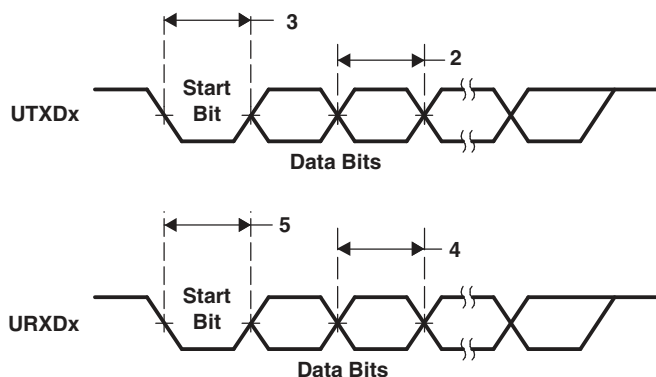 3
2
Start
Bit
UTXDx
Data Bits
5
4
Start
Bit
URXDx
Data Bits